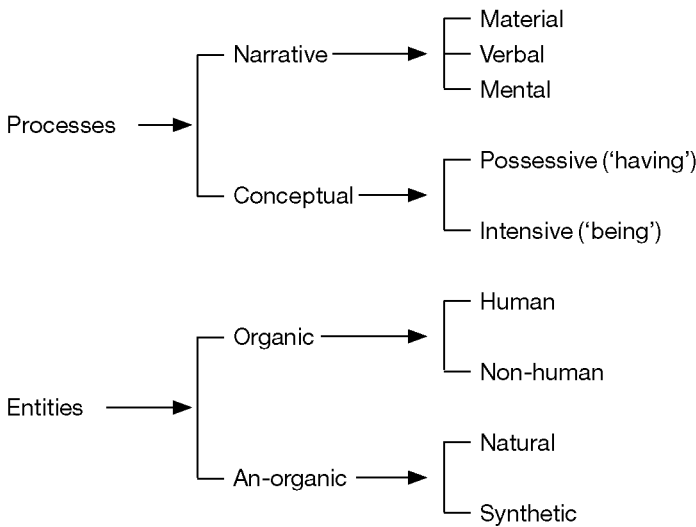 Material
Narrative
Verbal
Mental
Processes
Possessive (‘having’)
Conceptual
Intensive (‘being’)
Human
Organic
Non-human
Entities
Natural
An-organic
Synthetic